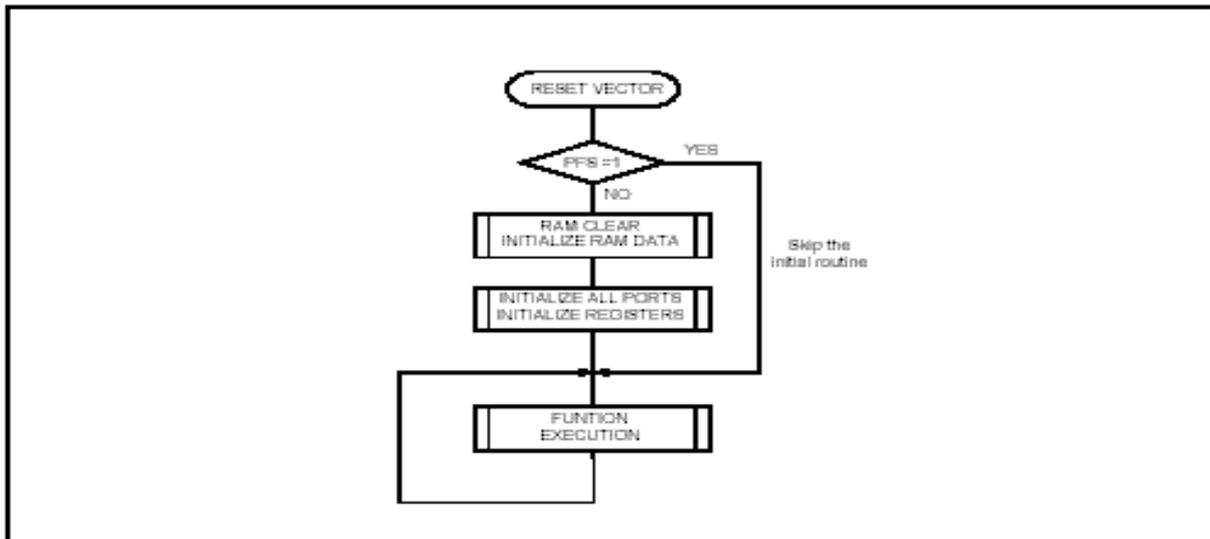 RESET VECTOR
PFS =1
YES
NO
RAM CLEAR
INITIALIZE RAM DATA
Skip the
initial routine
INITIALIZE ALL PORTS
INITIALIZE REGISTERS
FUNTION
EXECUTION